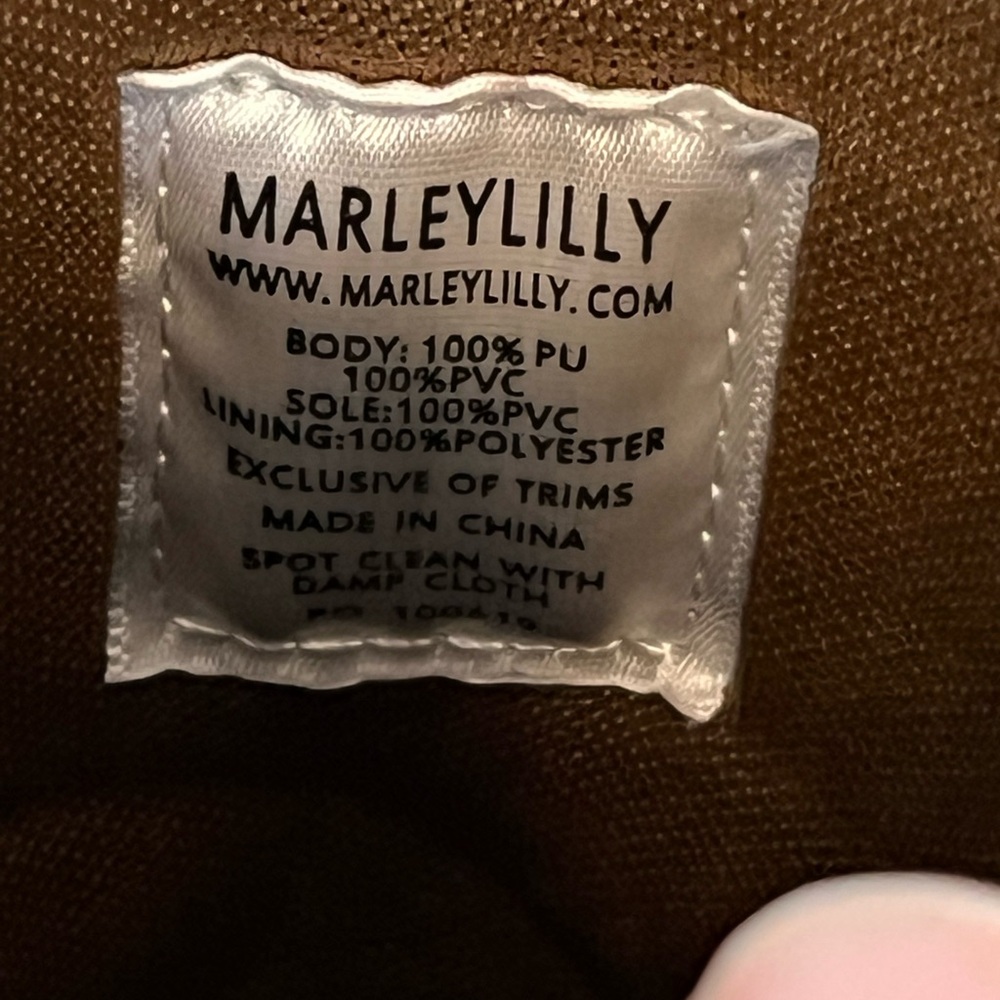 MARLEYLILLY
WWW.MARLEYLILLY.COM
BODY: 100% PU
100%PVC
SOLE:100%PVC
LINING:100%POLYESTER
EXCLUSIVE OF TRIMS
MADE IN CHINA
SPOT CLEAN WITH
DAMP CLOTH